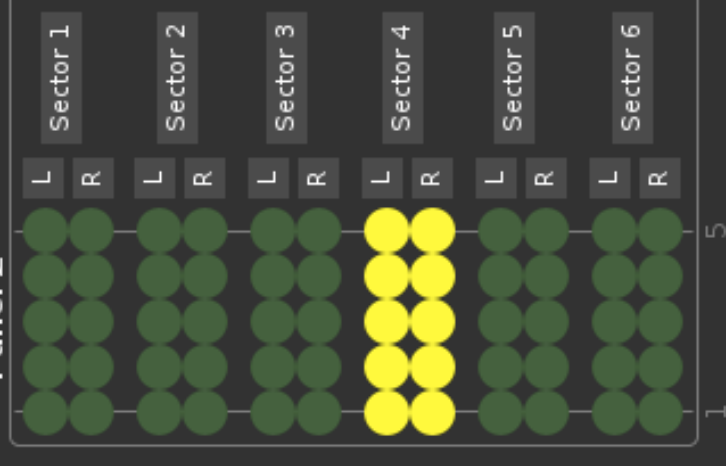 Sector 1
Sector 2
Sector 3
Sector 4
Sector 5
Sector 6
L R L R L R L R L R L R
5
1